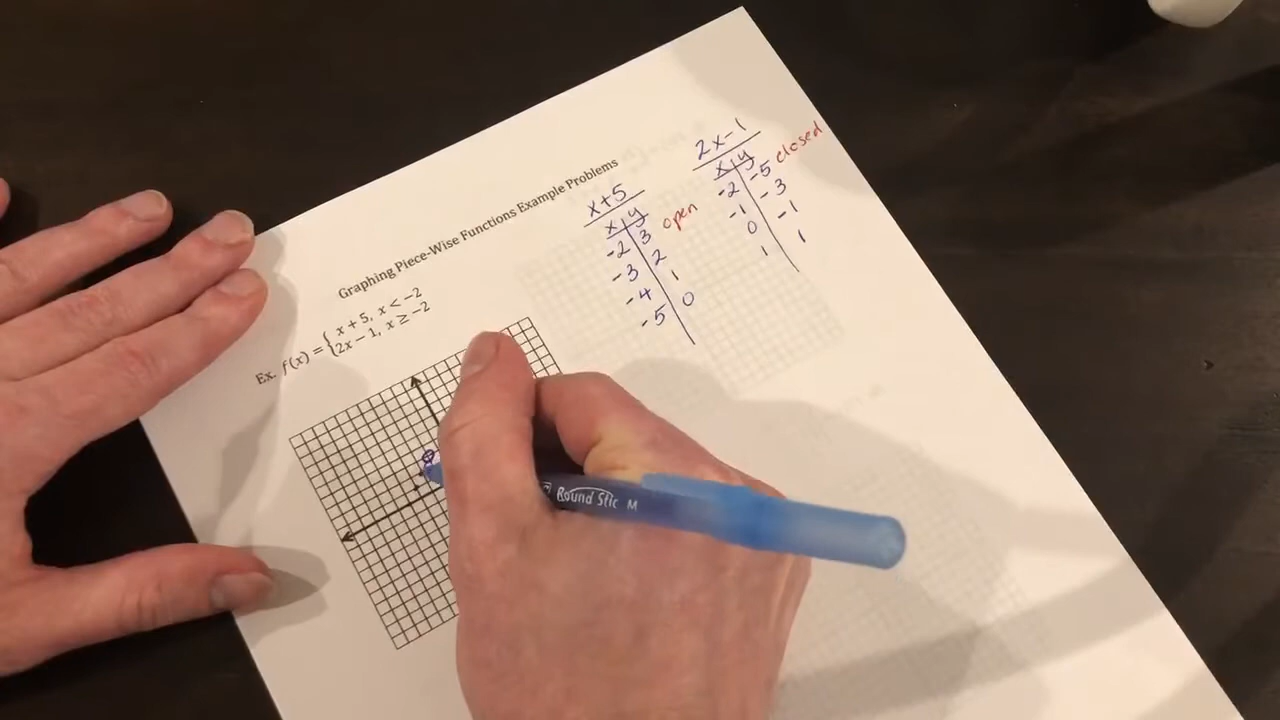 Graphing Piece-Wise Functions Example Problems
Ex. f(x) = { x + 5, x < −2
2x − 1, x ≥ −2
x+5
x y
-2 3 open
-3 2
-4 1
-5 0
2x-1
x y
-2 -5 closed
-1 -3
0 -1
1 1
Round Stic M